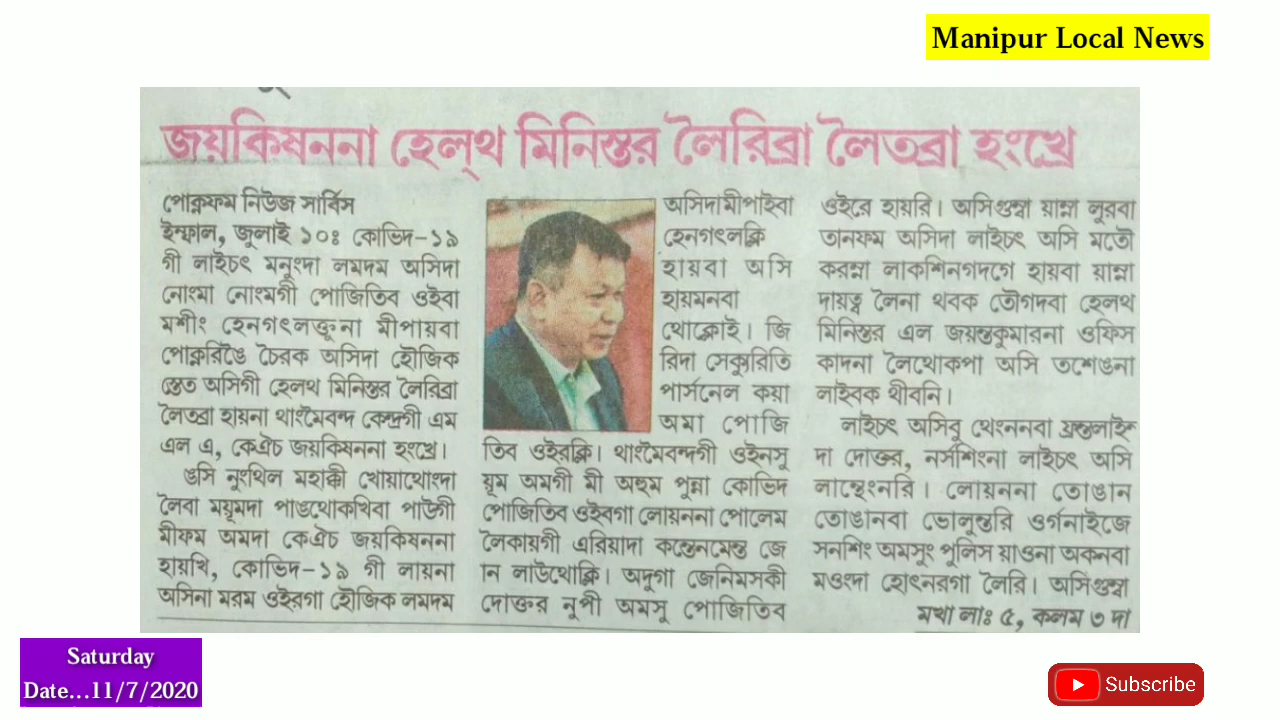 Manipur Local News
জয়কিষননা হেল্থ মিনিস্তর লৈরিব্রা লৈতব্রা হংখ্রে
পোক্নফম নিউজ সার্বিস
ইম্ফাল, জুলাই ১০ঃ কোভিদ-১৯
গী লাইচৎ মনুংদা লমদম অসিদা
নোংমা নোংমগী পোজিতিব ওইবা
মশীং হেনগৎলক্লুনা মীপায়বা
পোক্লরিঙৈ চৈরক অসিদা হৌজিক
স্তেত অসিগী হেলথ মিনিস্তর লৈরিব্রা
লৈতব্রা হায়না থাংমৈবন্দ কেন্দ্রগী এম
এল এ, কেএচ জয়কিষননা হংখ্রে।
ঙসি নুংথিল মহাক্কী খোয়াথোংদা
লৈবা ময়ুমদা পাঙথোকখিবা পাউগী
মীফম অমদা কেএচ জয়কিষননা
হায়খি, কোভিদ-১৯ গী লায়না
অসিনা মরম ওইরগা হৌজিক লমদম
অসিদা মীপাইবা
হেনগৎলক্লি
হায়বা অসি
হায়মনবা
থোক্লোই। জি
রিদা সেক্যুরিতি
পার্সনেল কয়া
অমা পোজি
তিব ওইরক্লি। থাংমৈবন্দগী ওইনসু
য়ুম অমগী মী অহুম পুন্না কোভিদ
পোজিতিব ওইবগা লোয়ননা পোলেম
লৈকায়গী এরিয়াদা কন্তেনমেন্ত জো
ন লাউথোক্লি। অদুগা জেনিমসকী
দোক্তর নুপী অমসু পোজিতিব
ওইরে হায়রি। অসিগুম্বা য়াম্না লুরবা
তানফম অসিদা লাইচৎ অসি মতৌ
করম্না লাকশিনগদগে হায়বা য়াম্না
দায়ত্ব লৈনা থবক তৌগদবা হেলথ
মিনিস্তর এল জয়ন্তকুমারনা ওফিস
কাদনা লৈথোকপা অসি তশেঙনা
লাইবক থীবনি।
লাইচৎ অসিবু থেংননবা ফ্রন্তলাইন
দা দোক্তর, নর্সশিংনা লাইচৎ অসি
লান্থেংনরি। লোয়ননা তোঙান
তোঙানবা ভোলুন্তরি ওর্গনাইজে
সনশিং অমসুং পুলিস য়াওনা অকনবা
মওংদা হোৎনরগা লৈরি। অসিগুম্বা
মখা লাঃ ৫, কলম ৩ দা
Saturday
Date...11/7/2020
Subscribe